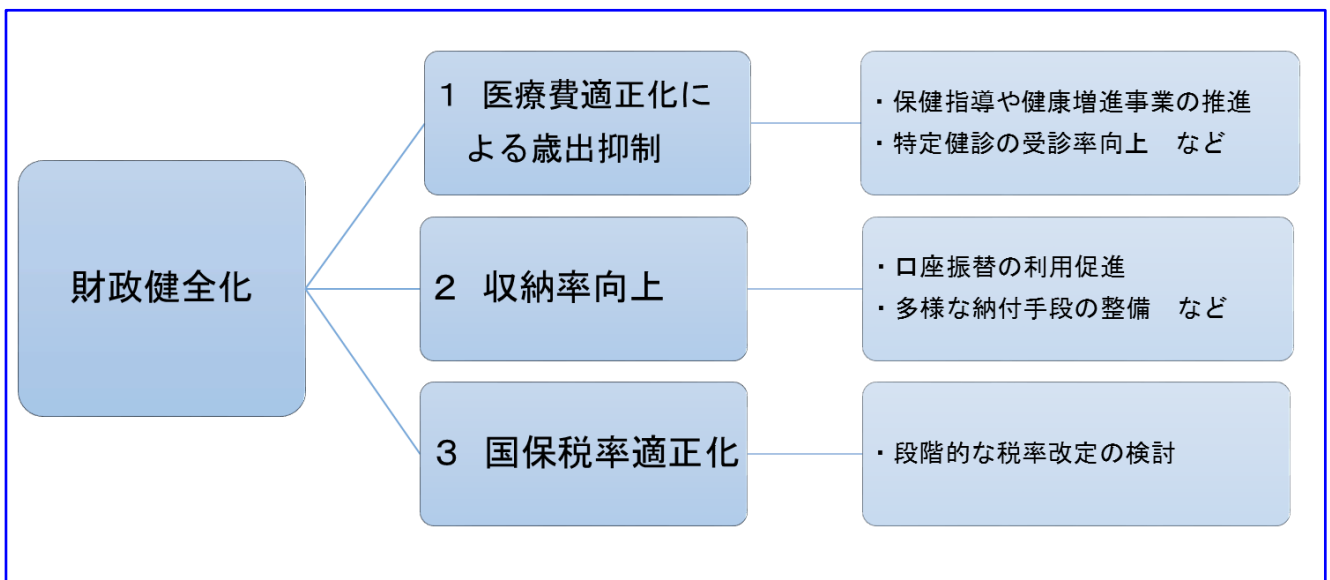 財政健全化
１　医療費適正化に
よる歳出抑制
・保健指導や健康増進事業の推進
・特定健診の受診率向上　など
２　収納率向上
・口座振替の利用促進
・多様な納付手段の整備　など
３　国保税率適正化
・段階的な税率改定の検討